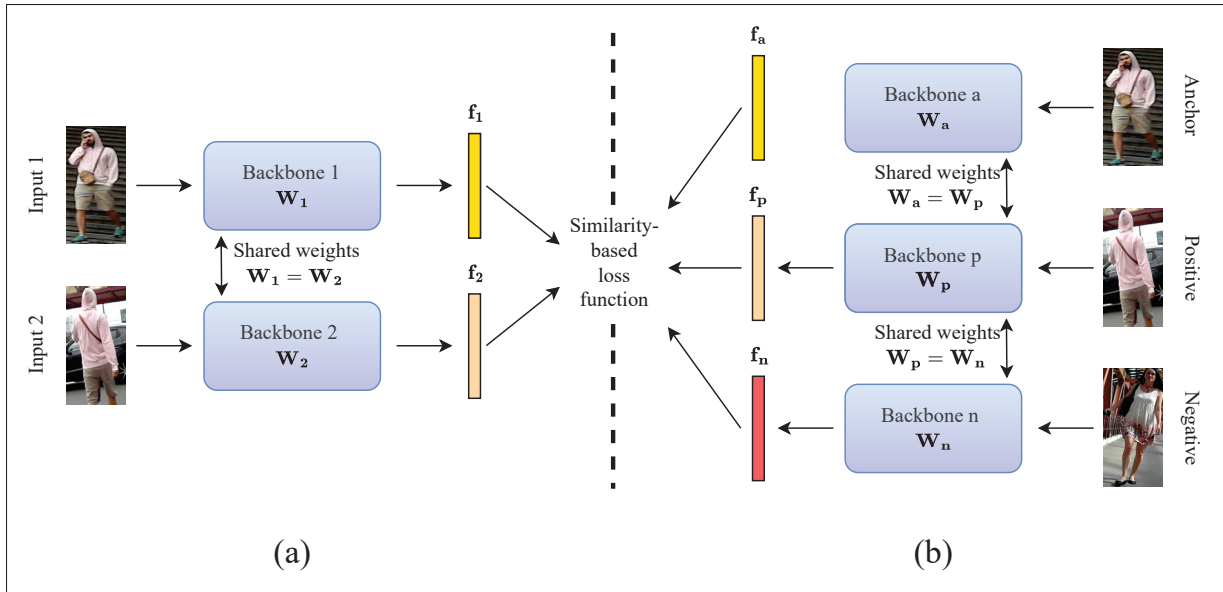 Input 1
Backbone 1
W₁
f₁
Shared weights
W₁ = W₂
Input 2
Backbone 2
W₂
f₂
Similarity-
based
loss
function
(a)
fₐ
Backbone a
Wₐ
Anchor
Shared weights
Wₐ = Wₚ
fₚ
Backbone p
Wₚ
Positive
Shared weights
Wₚ = Wₙ
fₙ
Backbone n
Wₙ
Negative
(b)